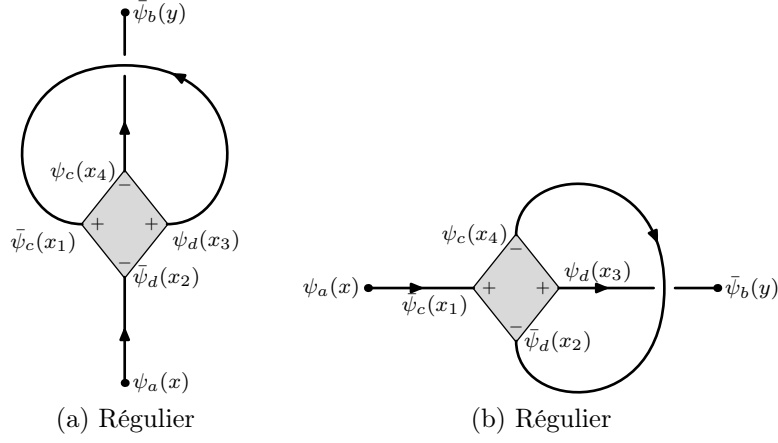 ψ̄_b(y)
ψ_c(x_4)
−
+ +
ψ̄_c(x_1) ψ_d(x_3)
−
ψ̄_d(x_2)
ψ_a(x)
(a) Régulier
ψ_c(x_4)
−
ψ_d(x_3)
ψ_a(x) + + ψ̄_b(y)
ψ̄_c(x_1)
−
ψ̄_d(x_2)
(b) Régulier